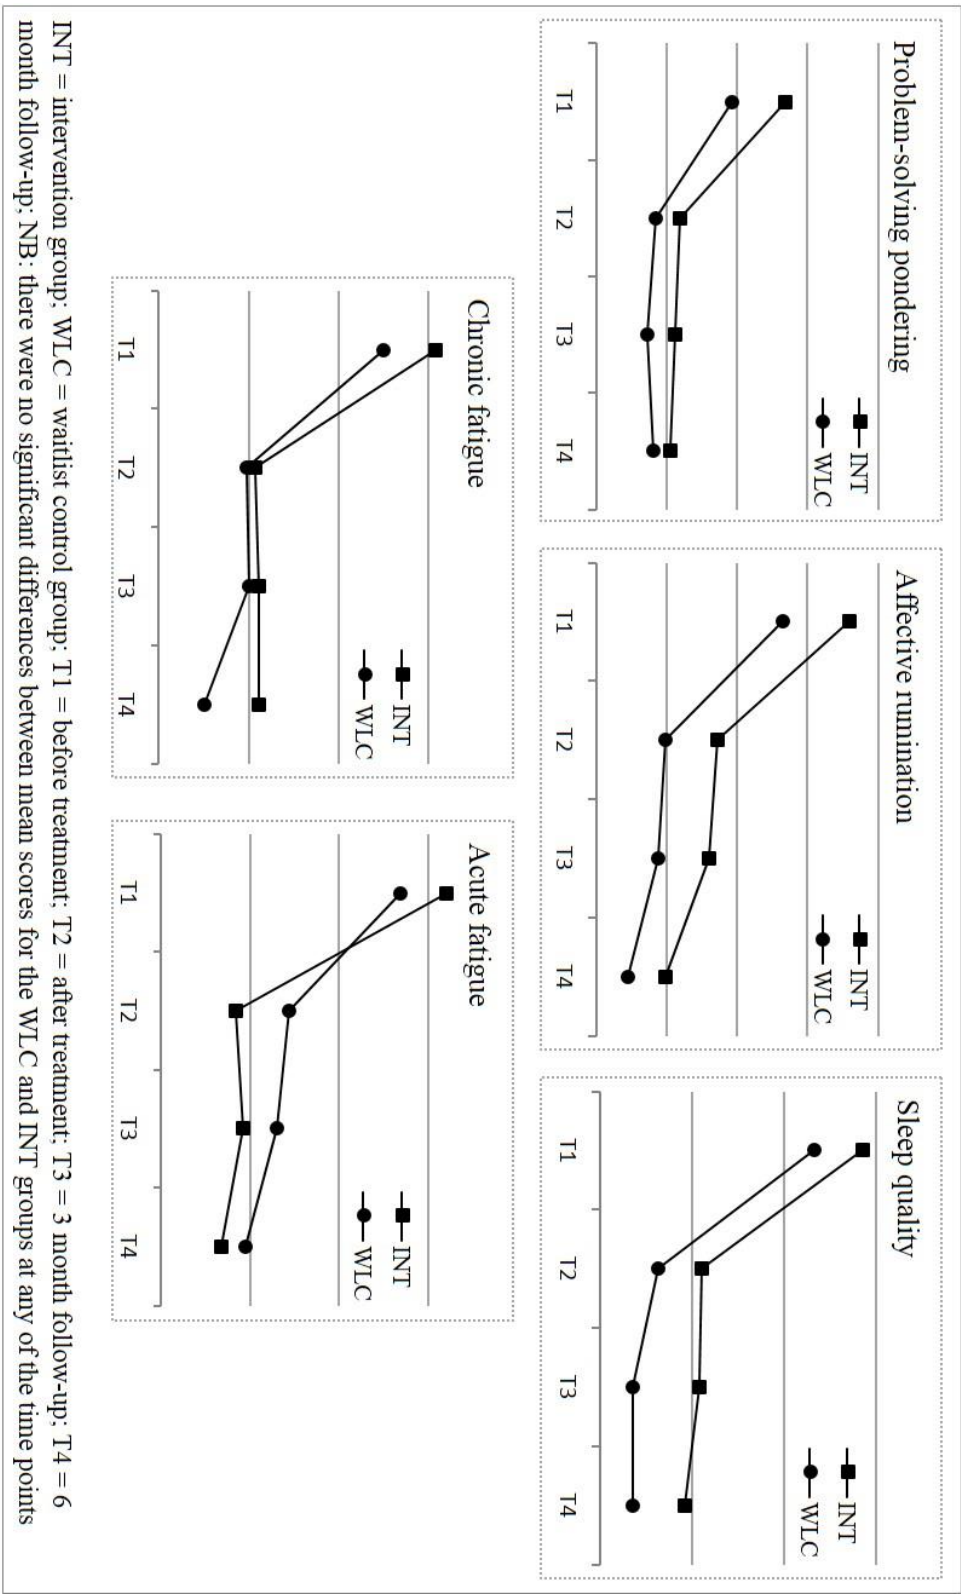 Problem-solving pondering
INT
WLC
T1 T2 T3 T4
Affective rumination
INT
WLC
T1 T2 T3 T4
Sleep quality
INT
WLC
T1 T2 T3 T4
Chronic fatigue
INT
WLC
T1 T2 T3 T4
Acute fatigue
INT
WLC
T1 T2 T3 T4
INT = intervention group; WLC = waitlist control group; T1 = before treatment; T2 = after treatment; T3 = 3 month follow-up; T4 = 6
month follow-up; NB: there were no significant differences between mean scores for the WLC and INT groups at any of the time points